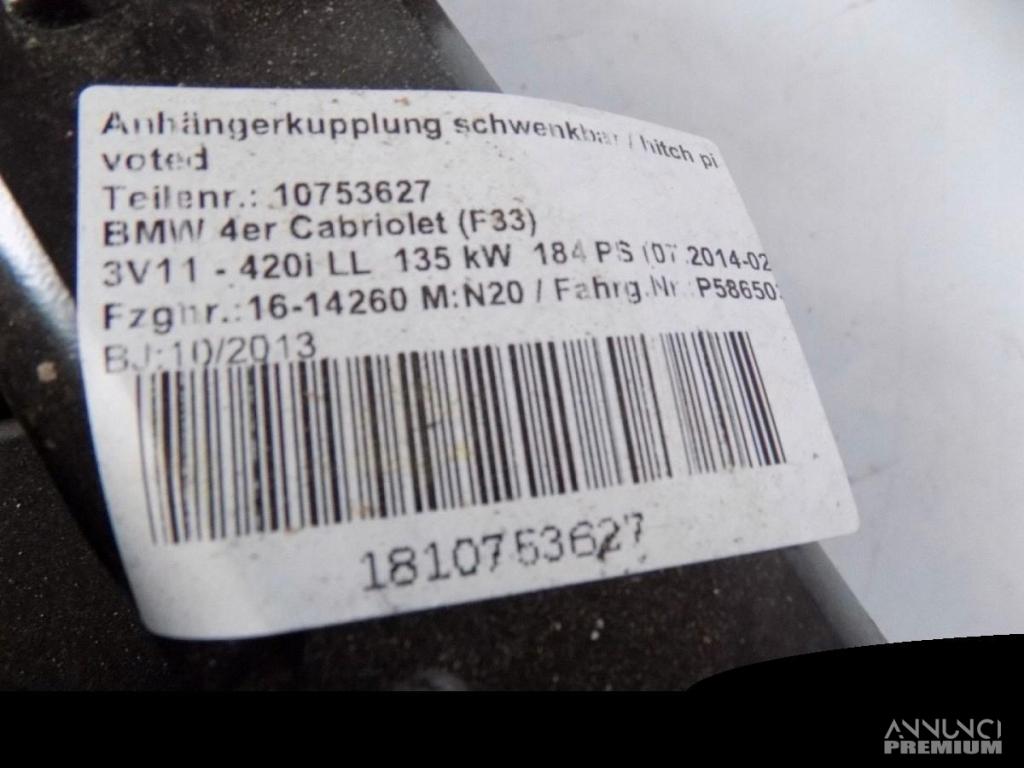 Anhängerkupplung schwenkbar / hitch pi
voted
Teilenr.: 10753627
BMW 4er Cabriolet (F33)
3V11 - 420i LL 135 kW 184 PS (07.2014-02
Fzgnr.:16-14260 M:N20 / Fahrg.Nr.:P58650
BJ:10/2013
1810753627
ANNUNCI
PREMIUM